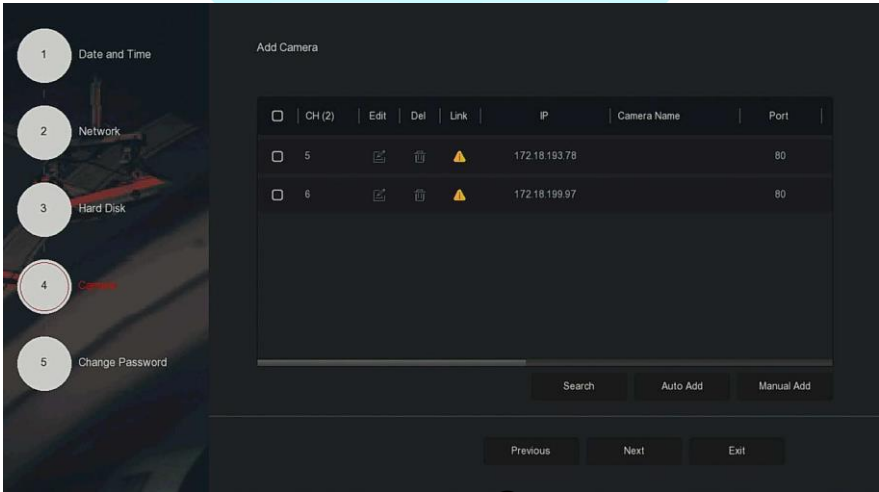 1 Date and Time
2 Network
3 Hard Disk
4 Camera
5 Change Password
Add Camera
CH (2) Edit Del Link IP Camera Name Port
5 172.18.193.78 80
6 172.18.199.97 80
Search Auto Add Manual Add
Previous Next Exit